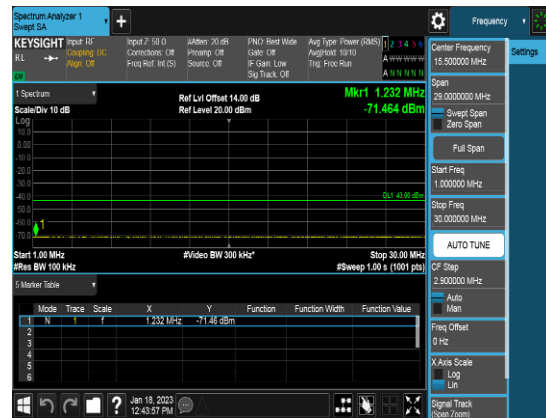 Spectrum Analyzer 1
Swept SA
Frequency
KEYSIGHT
RL
Input: RF
Coupling: DC
Align: Off
Input Z: 50 Ω
Corrections: Off
Freq Ref: Int (S)
#Atten: 20 dB
Preamp: Off
Source: Off
PNO: Best Wide
Gate: Off
IF Gain: Low
Sig Track: Off
Avg Type: Power (RMS)
Avg|Hold: 10/10
Trig: Free Run
1 2 3 4 5 6
A W W W W W
A N N N N N
1 Spectrum
Scale/Div 10 dB
Ref Lvl Offset 14.00 dB
Ref Level 20.00 dBm
Mkr1 1.232 MHz
-71.464 dBm
Log
10.0
0.00
-10.0
-20.0
-30.0
-40.0
-50.0
-60.0
-70.0
DL1 -43.00 dBm
1
Start 1.00 MHz
#Res BW 100 kHz
#Video BW 300 kHz*
Stop 30.00 MHz
#Sweep 1.00 s (1001 pts)
5 Marker Table
Mode Trace Scale X Y Function Function Width Function Value
1 N 1 f 1.232 MHz -71.46 dBm
2
3
4
5
6
Jan 18, 2023
12:43:57 PM
Center Frequency
15.500000 MHz
Settings
Span
29.0000000 MHz
Swept Span
Zero Span
Full Span
Start Freq
1.000000 MHz
Stop Freq
30.000000 MHz
AUTO TUNE
CF Step
2.900000 MHz
Auto
Man
Freq Offset
0 Hz
X Axis Scale
Log
Lin
Signal Track
(Span Zoom)